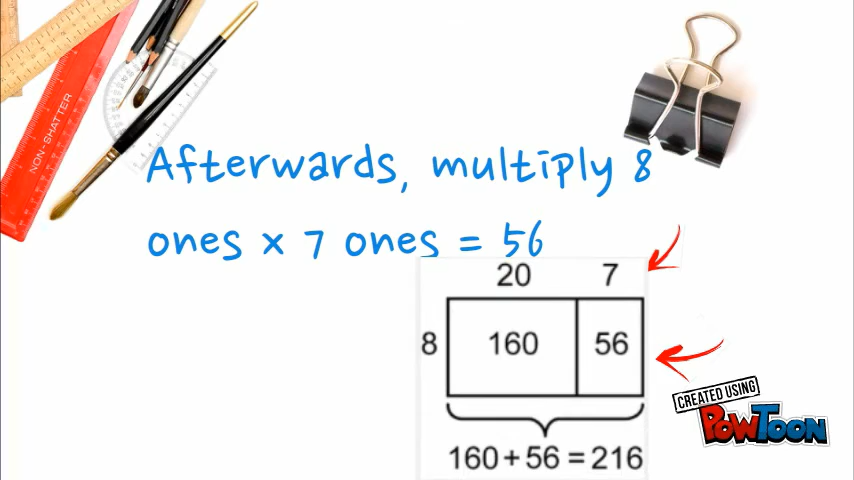 NON-SHATTER
Afterwards, multiply 8
ones x 7 ones = 56
20 7
8 160 56
160+56=216
CREATED USING
POWTOON